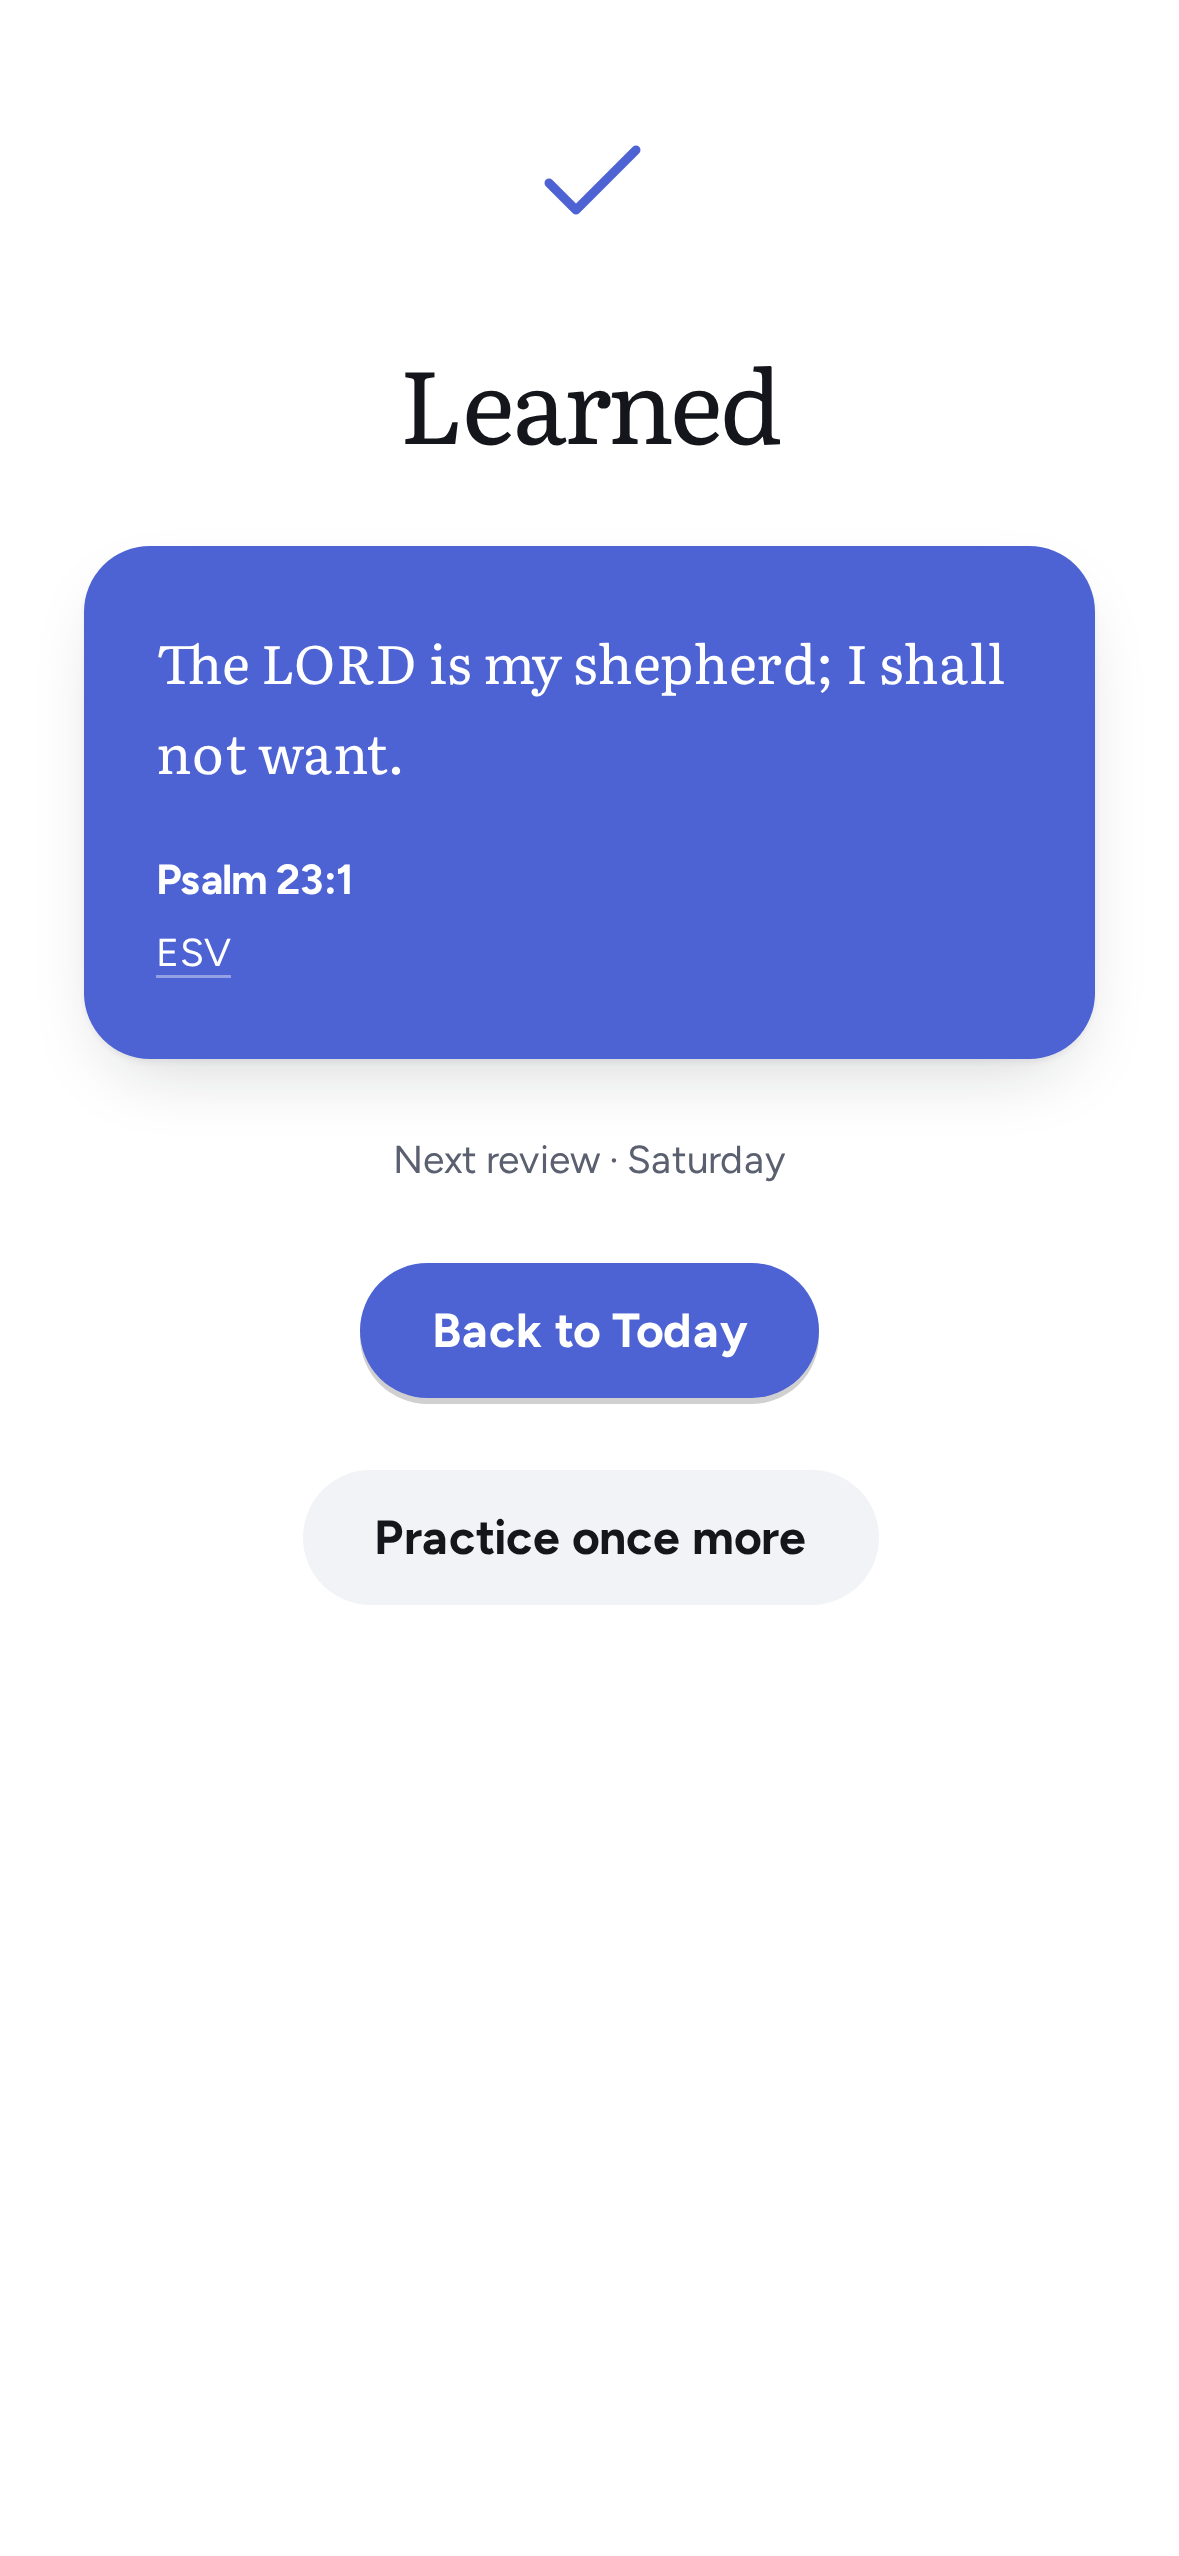 Learned
The LORD is my shepherd; I shall
not want.
Psalm 23:1
ESV
Next review · Saturday
Back to Today
Practice once more